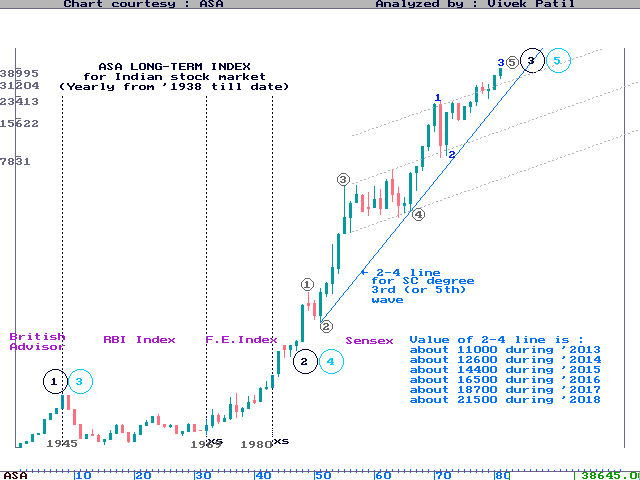 Chart courtesy : ASA
Analyzed by : Vivek Patil
ASA LONG-TERM INDEX
for Indian stock market
(Yearly from '1938 till date)
38995
31204
23413
15622
7831
1
2
3
5
3
5
3
4
1
2
← 2-4 line
for SC degree
3rd (or 5th)
wave
British
Advisor
RBI Index
F.E.Index
Sensex
2
4
1
3
Value of 2-4 line is :
about 11000 during '2013
about 12600 during '2014
about 14400 during '2015
about 16500 during '2016
about 18700 during '2017
about 21500 during '2018
1945
1969
xs
1980
xs
ASA
10
20
30
40
50
60
70
80
38645.0